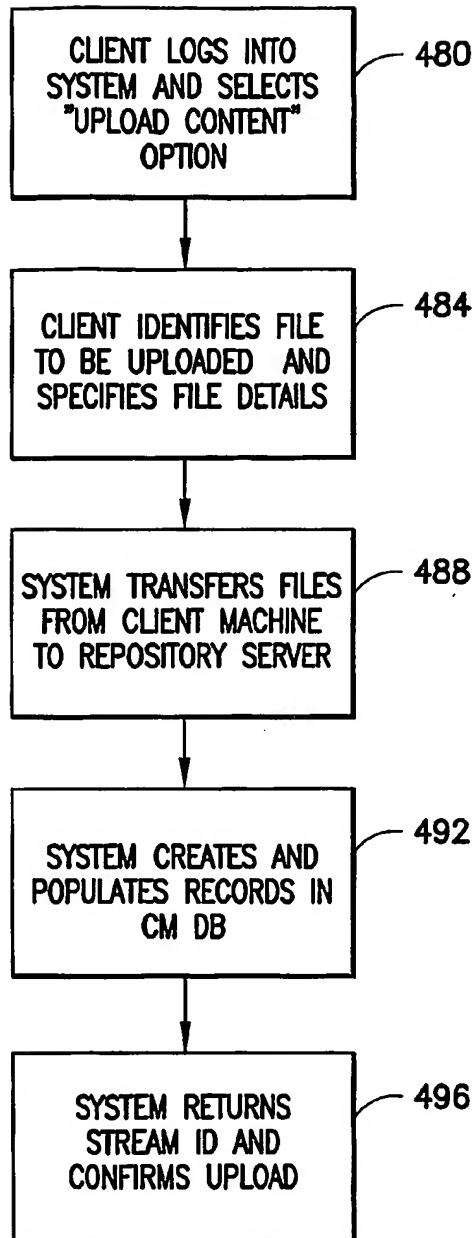 CLIENT LOGS INTO
SYSTEM AND SELECTS
"UPLOAD CONTENT"
OPTION
480
CLIENT IDENTIFIES FILE
TO BE UPLOADED AND
SPECIFIES FILE DETAILS
484
SYSTEM TRANSFERS FILES
FROM CLIENT MACHINE
TO REPOSITORY SERVER
488
SYSTEM CREATES AND
POPULATES RECORDS IN
CM DB
492
SYSTEM RETURNS
STREAM ID AND
CONFIRMS UPLOAD
496